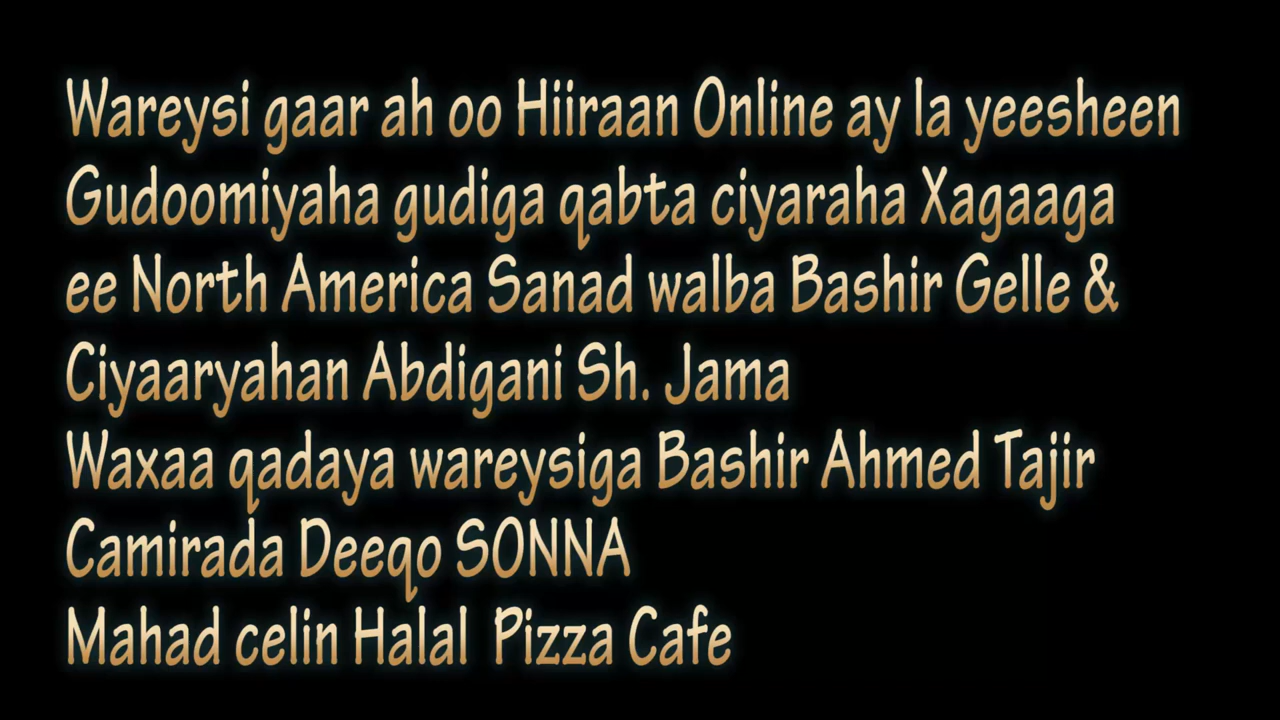 Wareysi gaar ah oo Hiiraan Online ay la yeesheen
Gudoomiyaha gudiga qabta ciyaraha Xagaaga
ee North America Sanad walba Bashir Gelle &
Ciyaaryahan Abdigani Sh. Jama
Waxaa qadaya wareysiga Bashir Ahmed Tajir
Camirada Deeqo SONNA
Mahad celin Halal Pizza Cafe